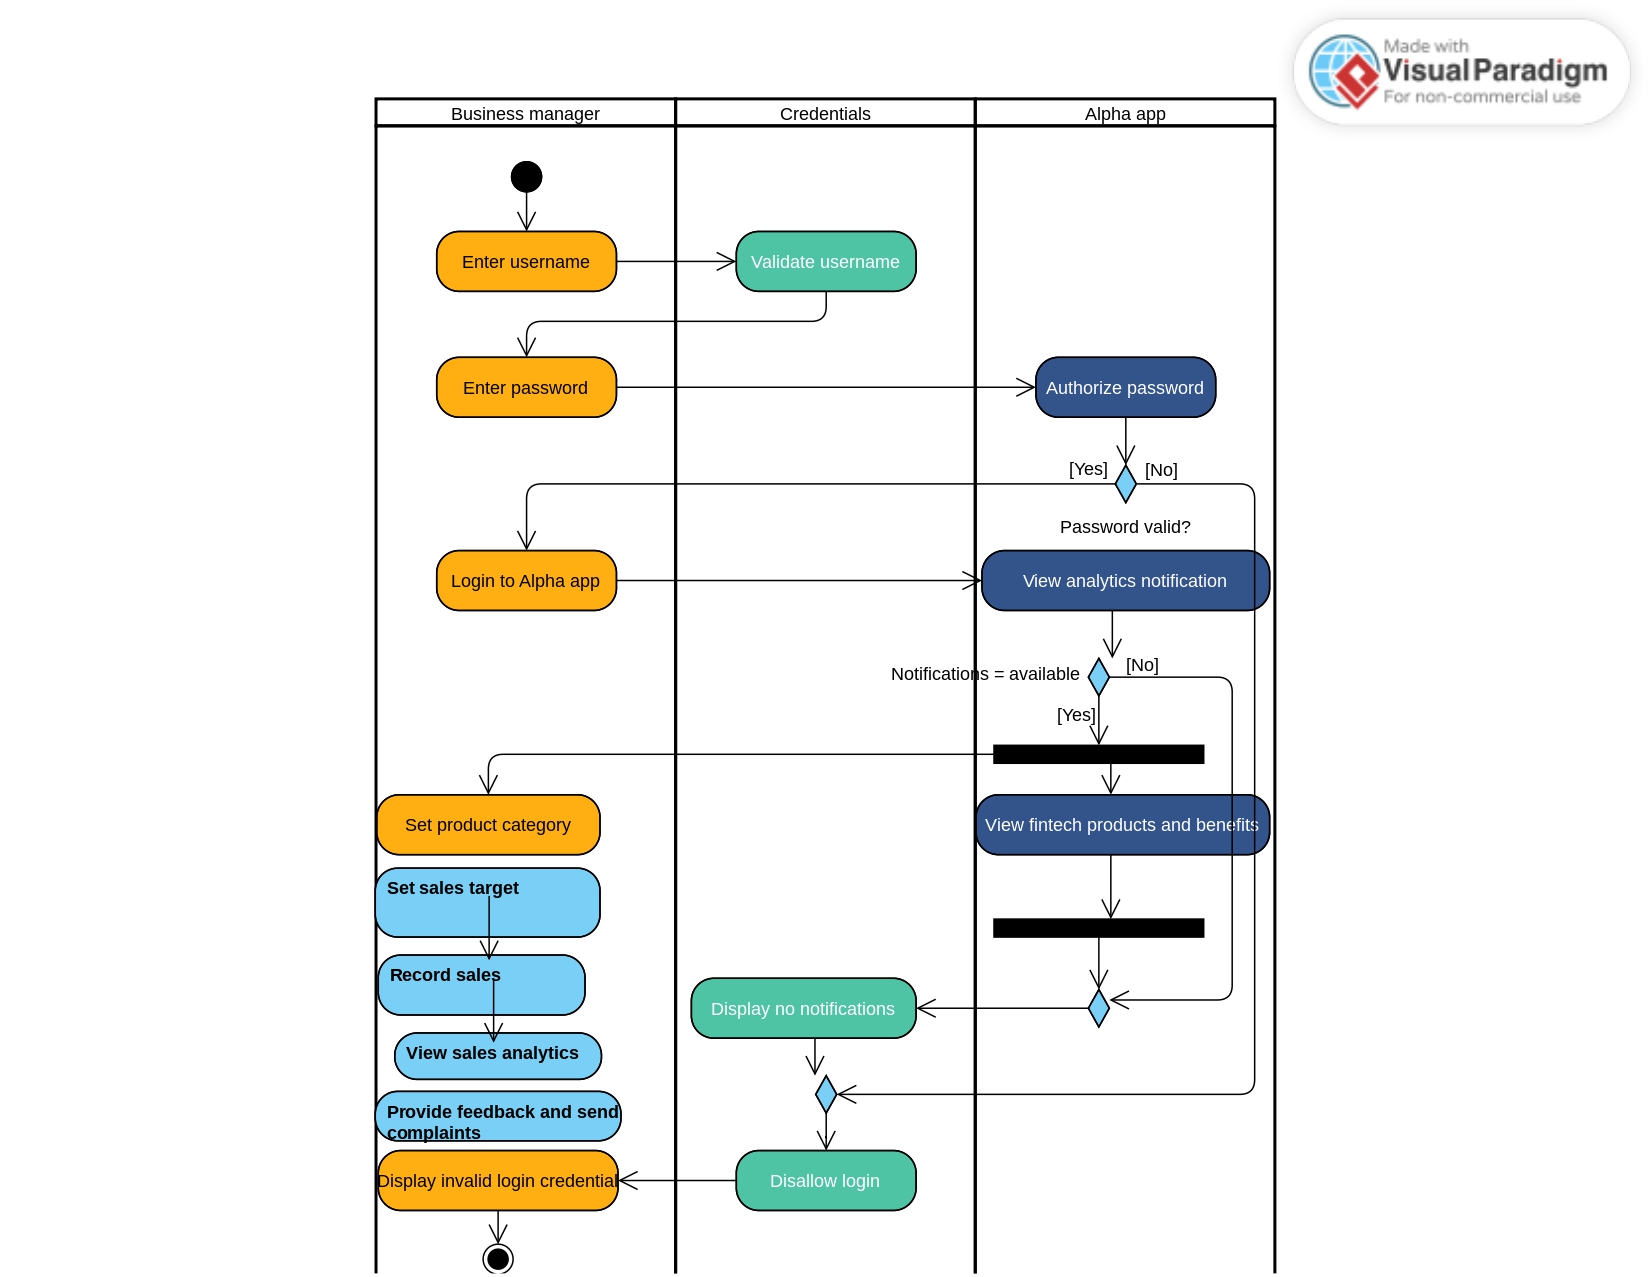 Made with
Visual Paradigm
For non-commercial use
Business manager
Credentials
Alpha app
Enter username
Validate username
Enter password
Authorize password
[Yes]
[No]
Password valid?
Login to Alpha app
View analytics notification
Notifications = available
[No]
[Yes]
Set product category
View fintech products and benefits
Set sales target
Record sales
Display no notifications
View sales analytics
Provide feedback and send
complaints
Display invalid login credential
Disallow login